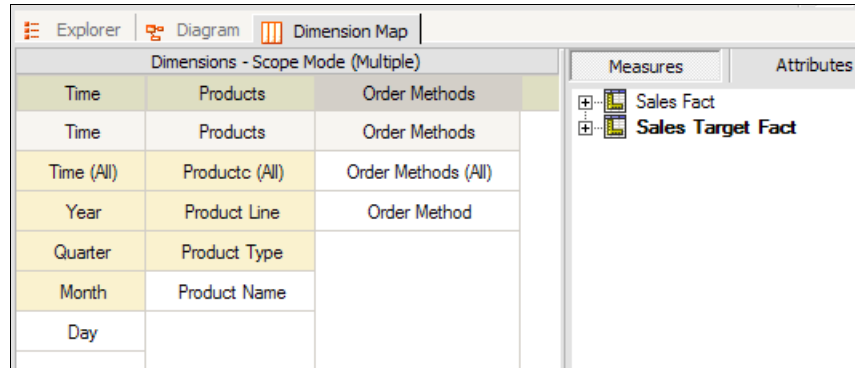 Explorer Diagram Dimension Map
Dimensions - Scope Mode (Multiple)
Measures Attributes
Time Products Order Methods
Time Products Order Methods
Time (All) Productc (All) Order Methods (All)
Year Product Line Order Method
Quarter Product Type
Month Product Name
Day
Sales Fact
Sales Target Fact